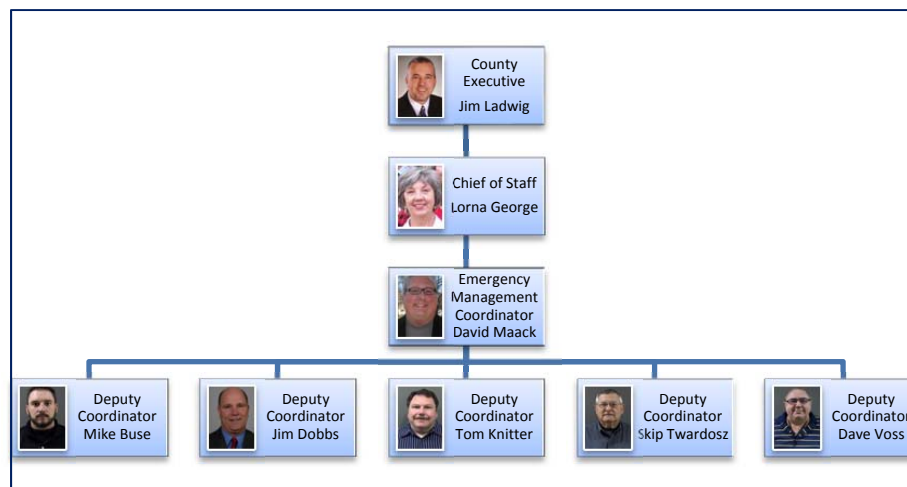 County
Executive
Jim Ladwig
Chief of Staff
Lorna George
Emergency
Management
Coordinator
David Maack
Deputy
Coordinator
Mike Buse
Deputy
Coordinator
Jim Dobbs
Deputy
Coordinator
Tom Knitter
Deputy
Coordinator
Skip Twardosz
Deputy
Coordinator
Dave Voss